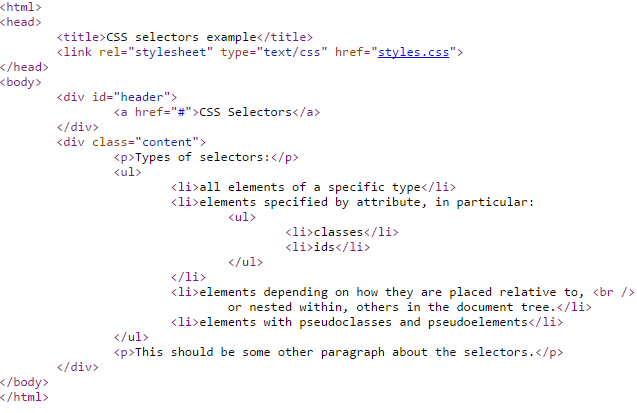 <html>
<head>
<title>CSS selectors example</title>
<link rel="stylesheet" type="text/css" href="styles.css">
</head>
<body>
<div id="header">
<a href="#">CSS Selectors</a>
</div>
<div class="content">
<p>Types of selectors:</p>
<ul>
<li>all elements of a specific type</li>
<li>elements specified by attribute, in particular:
<ul>
<li>classes</li>
<li>ids</li>
</ul>
</li>
<li>elements depending on how they are placed relative to, <br />
or nested within, others in the document tree.</li>
<li>elements with pseudoclasses and pseudoelements</li>
</ul>
<p>This should be some other paragraph about the selectors.</p>
</div>
</body>
</html>